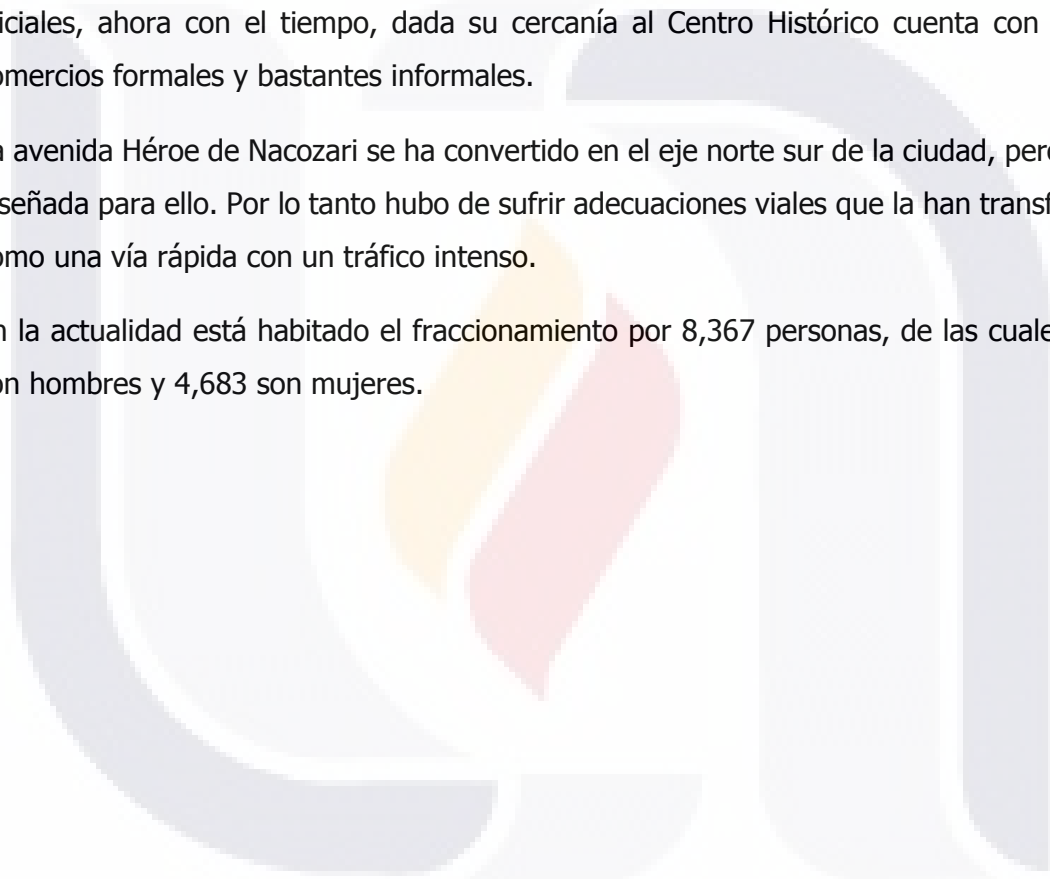 iciales, ahora con el tiempo, dada su cercanía al Centro Histórico cuenta con
omercios formales y bastantes informales.
a avenida Héroe de Nacozari se ha convertido en el eje norte sur de la ciudad, pero
señada para ello. Por lo tanto hubo de sufrir adecuaciones viales que la han transf
omo una vía rápida con un tráfico intenso.
n la actualidad está habitado el fraccionamiento por 8,367 personas, de las cuale
on hombres y 4,683 son mujeres.